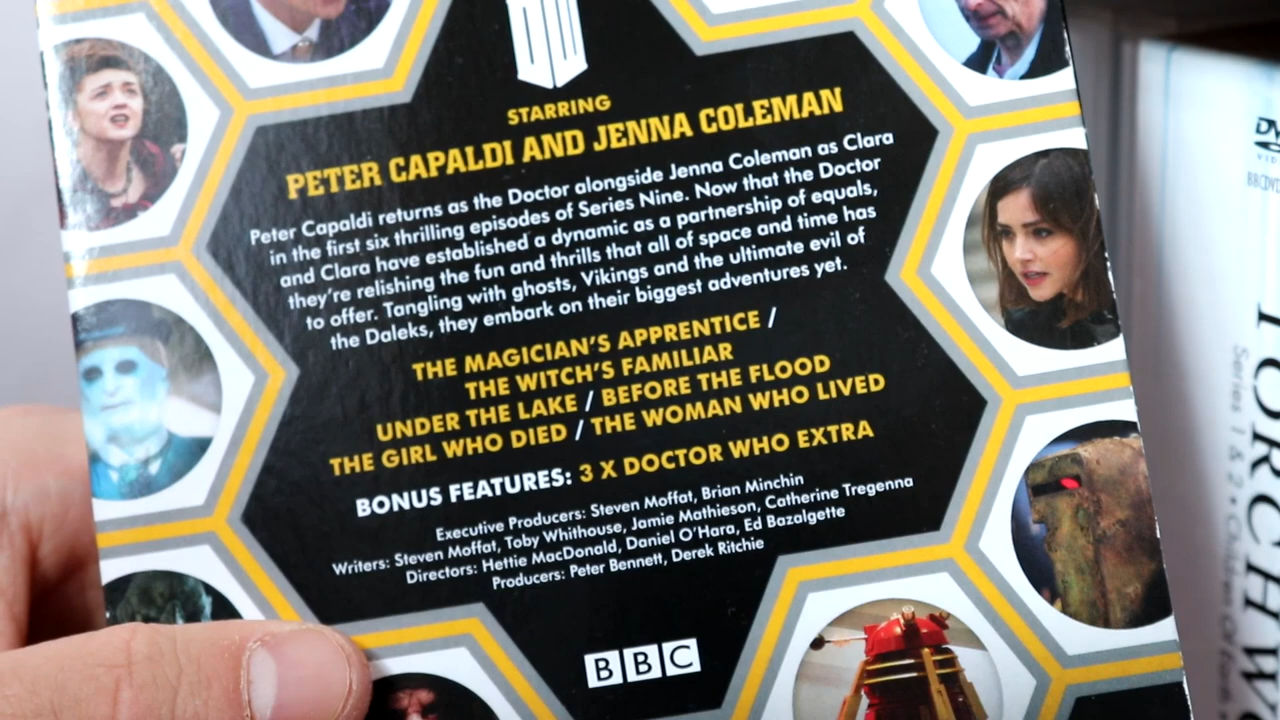 DW
STARRING
PETER CAPALDI AND JENNA COLEMAN
Peter Capaldi returns as the Doctor alongside Jenna Coleman as Clara
in the first six thrilling episodes of Series Nine. Now that the Doctor
and Clara have established a dynamic as a partnership of equals,
they're relishing the fun and thrills that all of space and time has
to offer. Tangling with ghosts, Vikings and the ultimate evil of
the Daleks, they embark on their biggest adventures yet.
THE MAGICIAN'S APPRENTICE /
THE WITCH'S FAMILIAR
UNDER THE LAKE / BEFORE THE FLOOD
THE GIRL WHO DIED / THE WOMAN WHO LIVED
BONUS FEATURES: 3 X DOCTOR WHO EXTRA
Executive Producers: Steven Moffat, Brian Minchin
Writers: Steven Moffat, Toby Whithouse, Jamie Mathieson, Catherine Tregenna
Directors: Hettie MacDonald, Daniel O'Hara, Ed Bazalgette
Producers: Peter Bennett, Derek Ritchie
BBC
Series 1 & 2 •